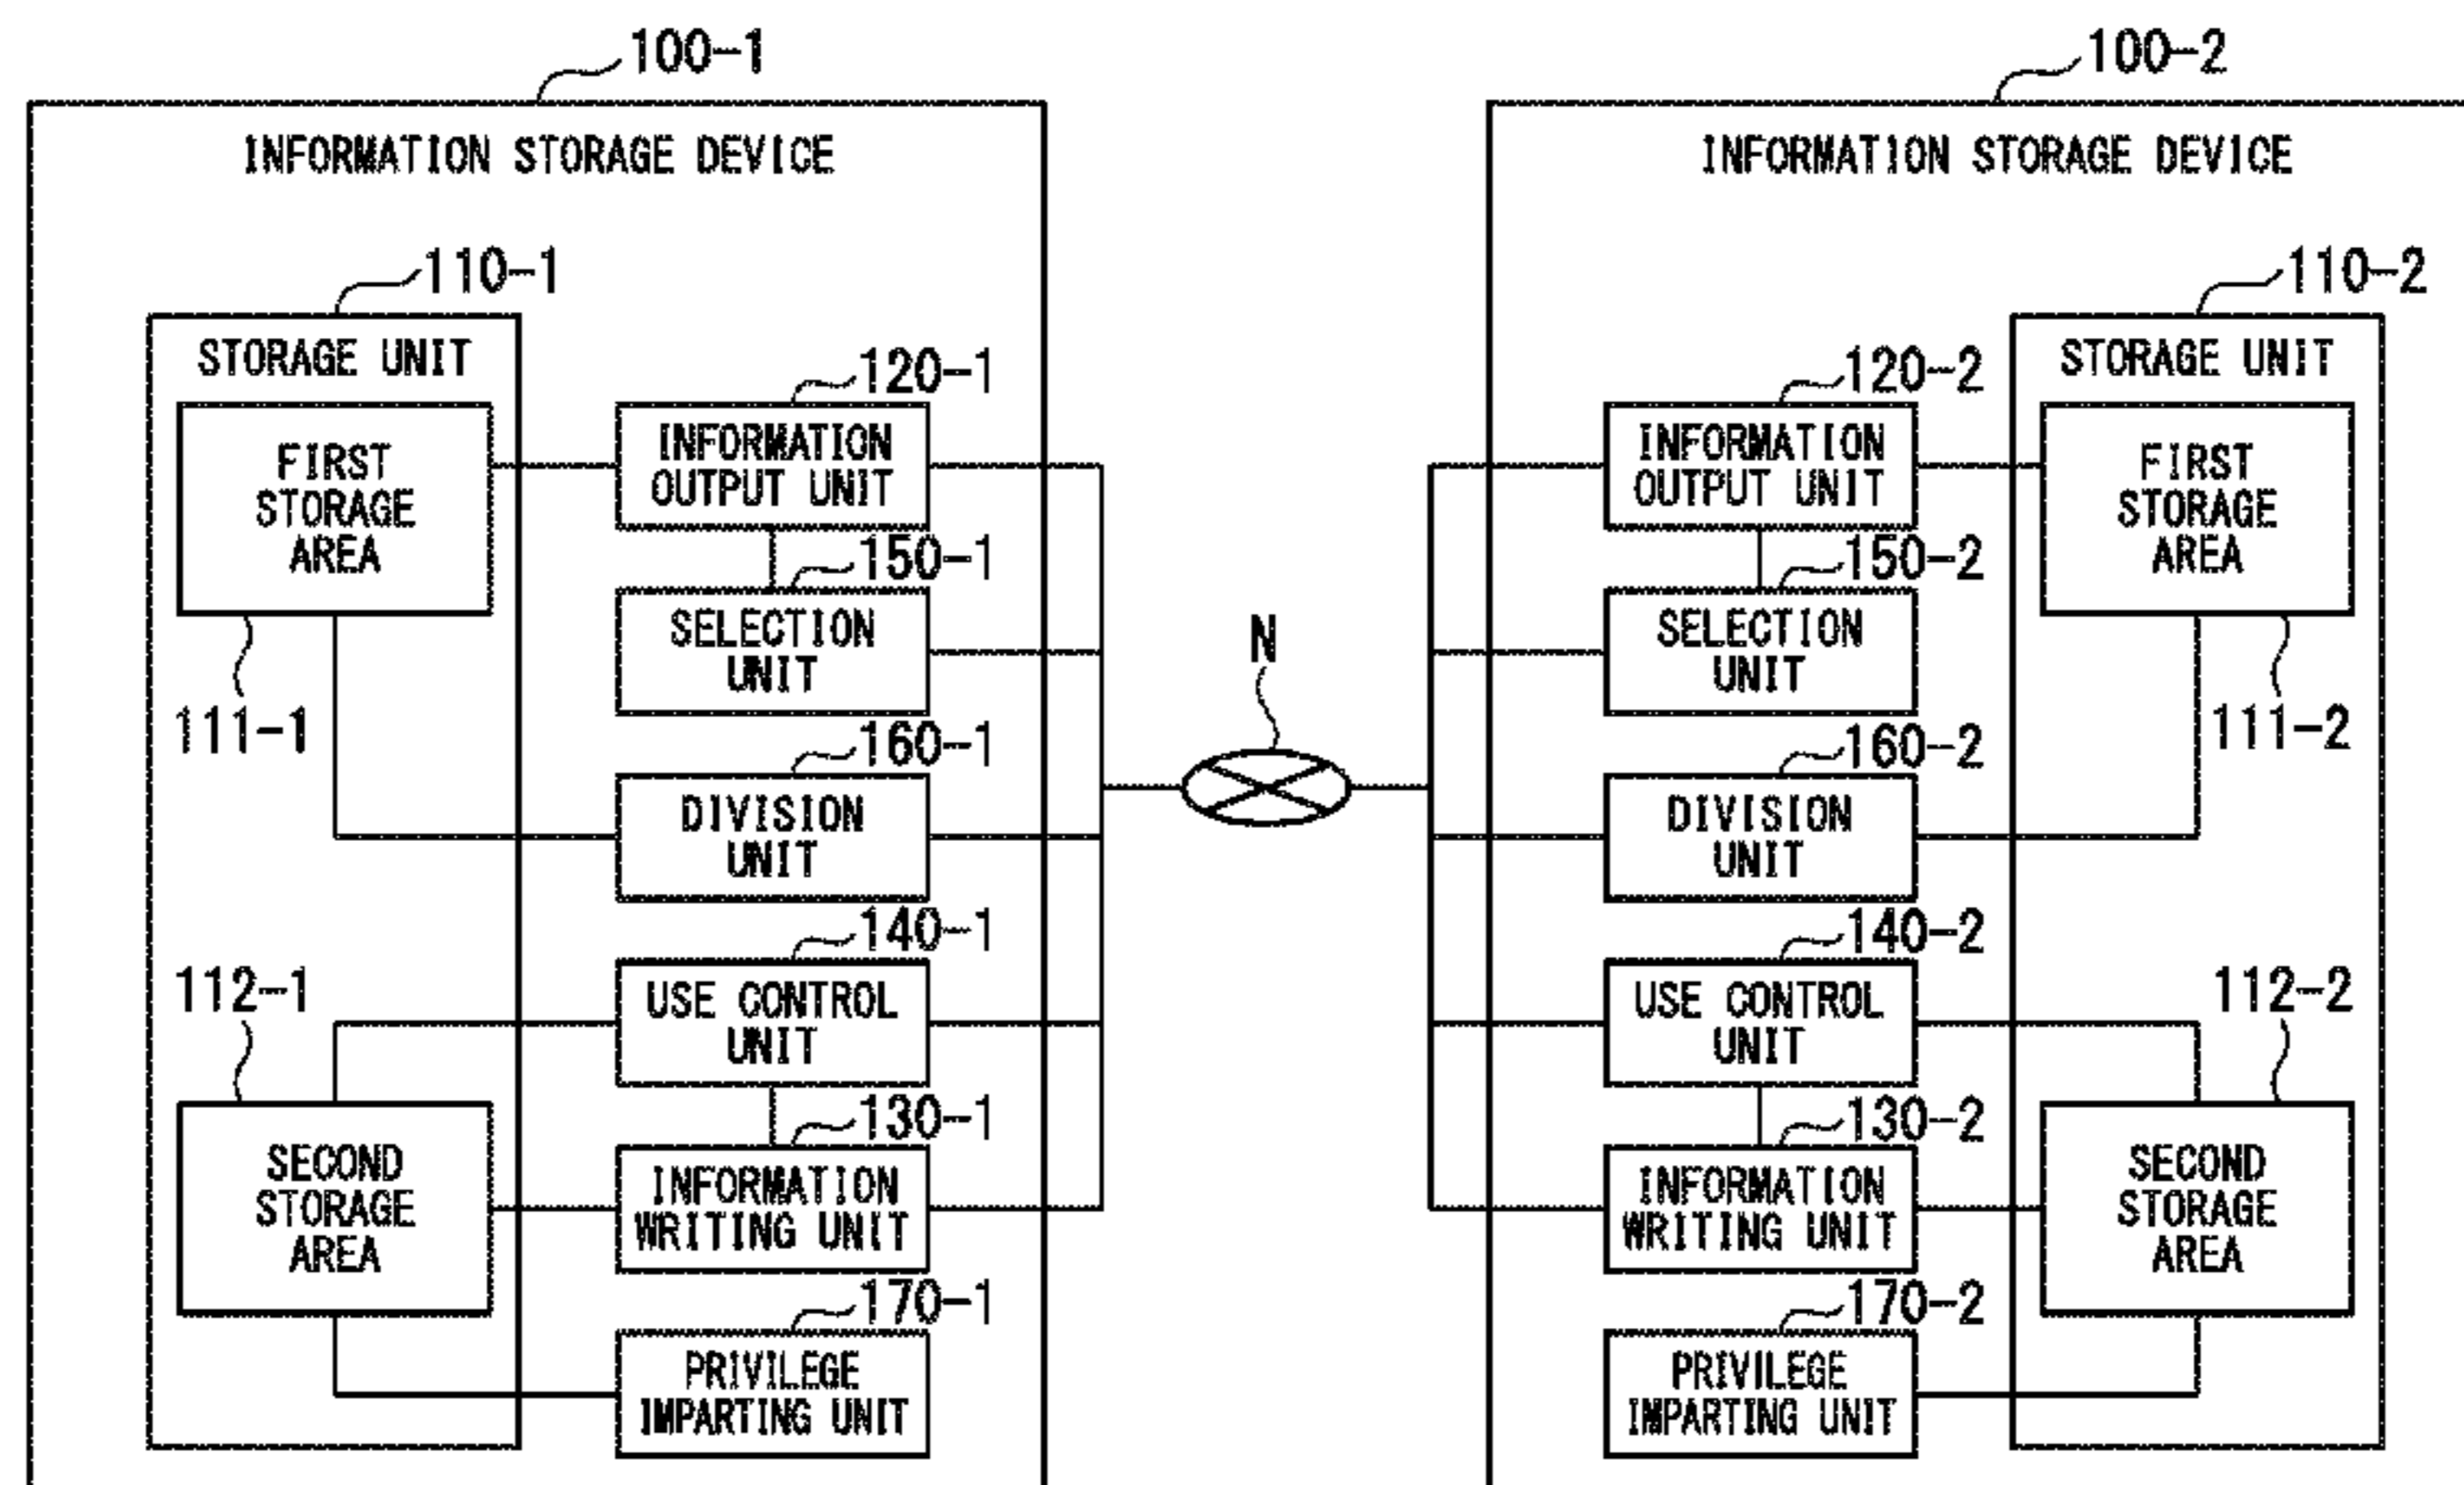 100-1
INFORMATION STORAGE DEVICE
110-1
STORAGE UNIT
FIRST
STORAGE
AREA
111-1
120-1
INFORMATION
OUTPUT UNIT
150-1
SELECTION
UNIT
160-1
DIVISION
UNIT
140-1
USE CONTROL
UNIT
112-1
SECOND
STORAGE
AREA
130-1
INFORMATION
WRITING UNIT
170-1
PRIVILEGE
IMPARTING UNIT
N
100-2
INFORMATION STORAGE DEVICE
110-2
STORAGE UNIT
120-2
INFORMATION
OUTPUT UNIT
FIRST
STORAGE
AREA
111-2
150-2
SELECTION
UNIT
160-2
DIVISION
UNIT
140-2
USE CONTROL
UNIT
112-2
SECOND
STORAGE
AREA
130-2
INFORMATION
WRITING UNIT
170-2
PRIVILEGE
IMPARTING UNIT